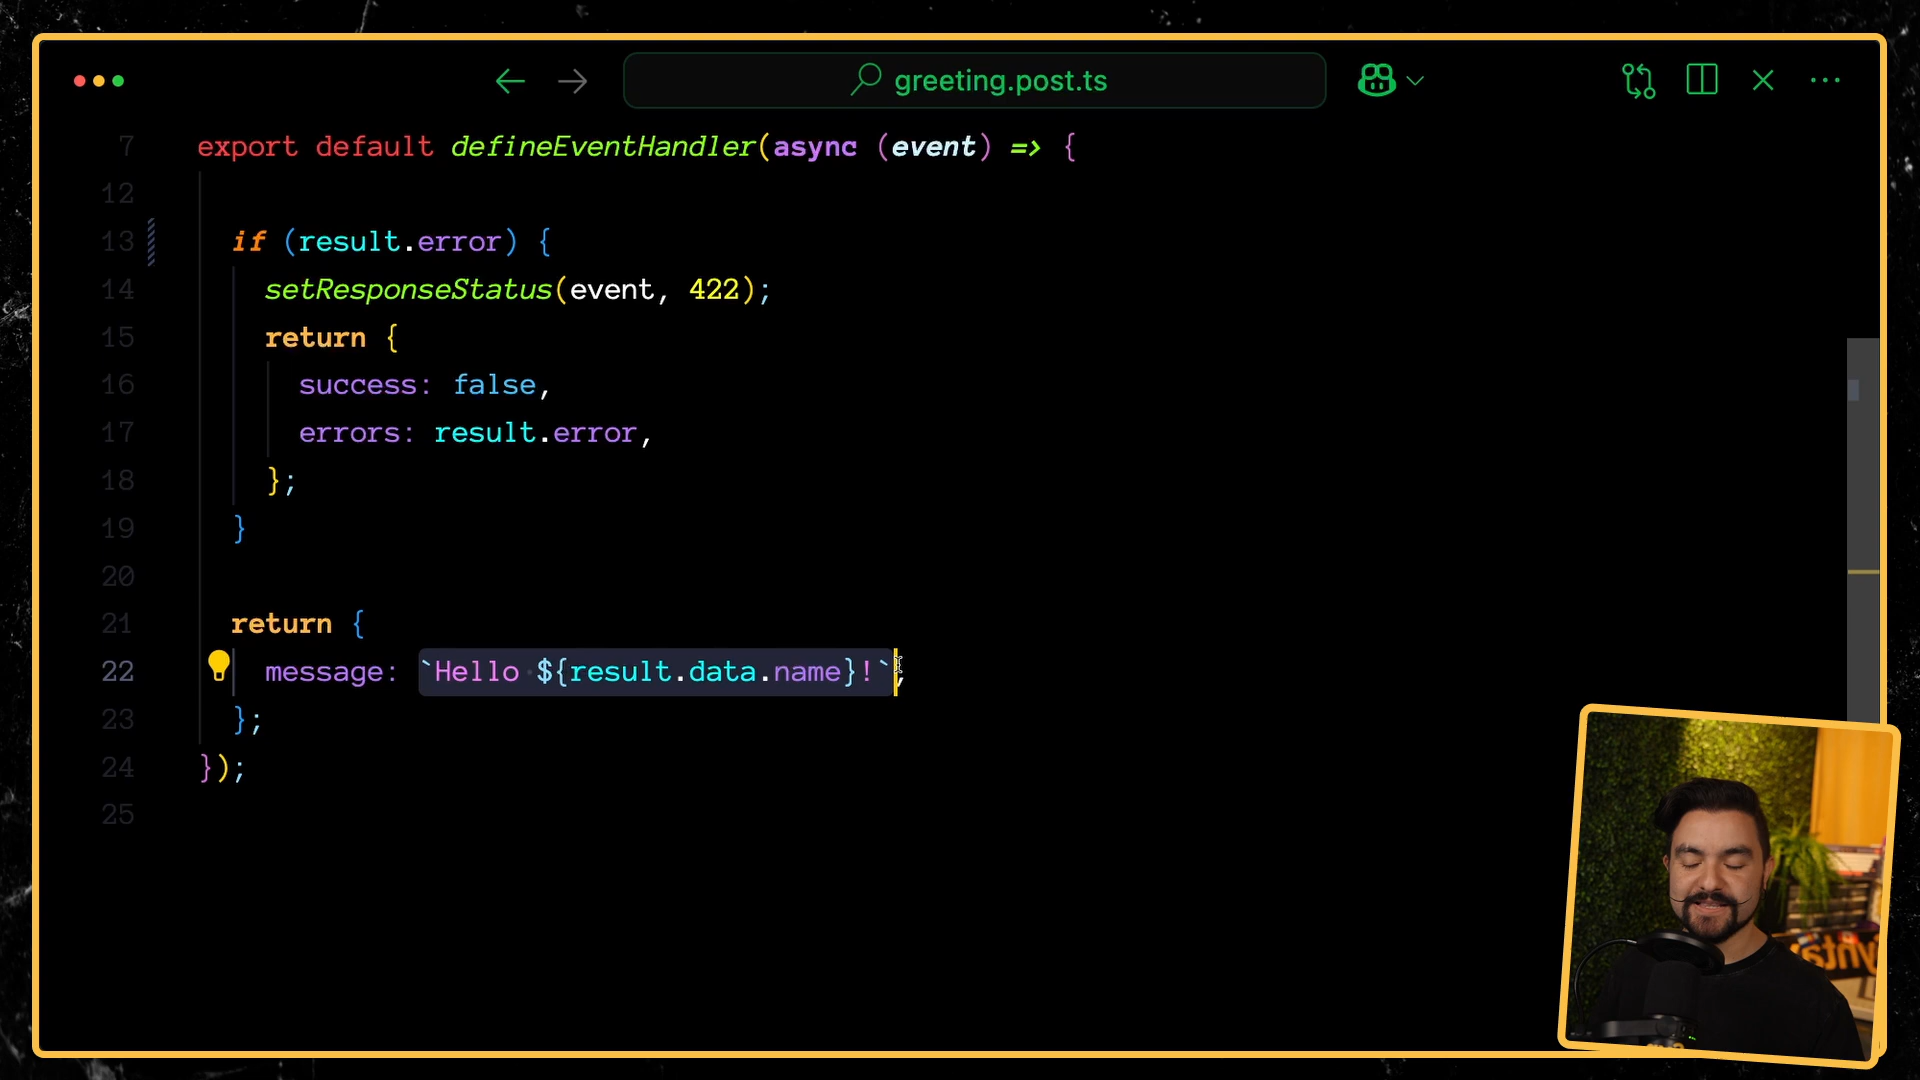 greeting.post.ts
7 export default defineEventHandler(async (event) => {
12
13 if (result.error) {
14 setResponseStatus(event, 422);
15 return {
16 success: false,
17 errors: result.error,
18 };
19 }
20
21 return {
22 message: `Hello ${result.data.name}!`,
23 };
24 });
25